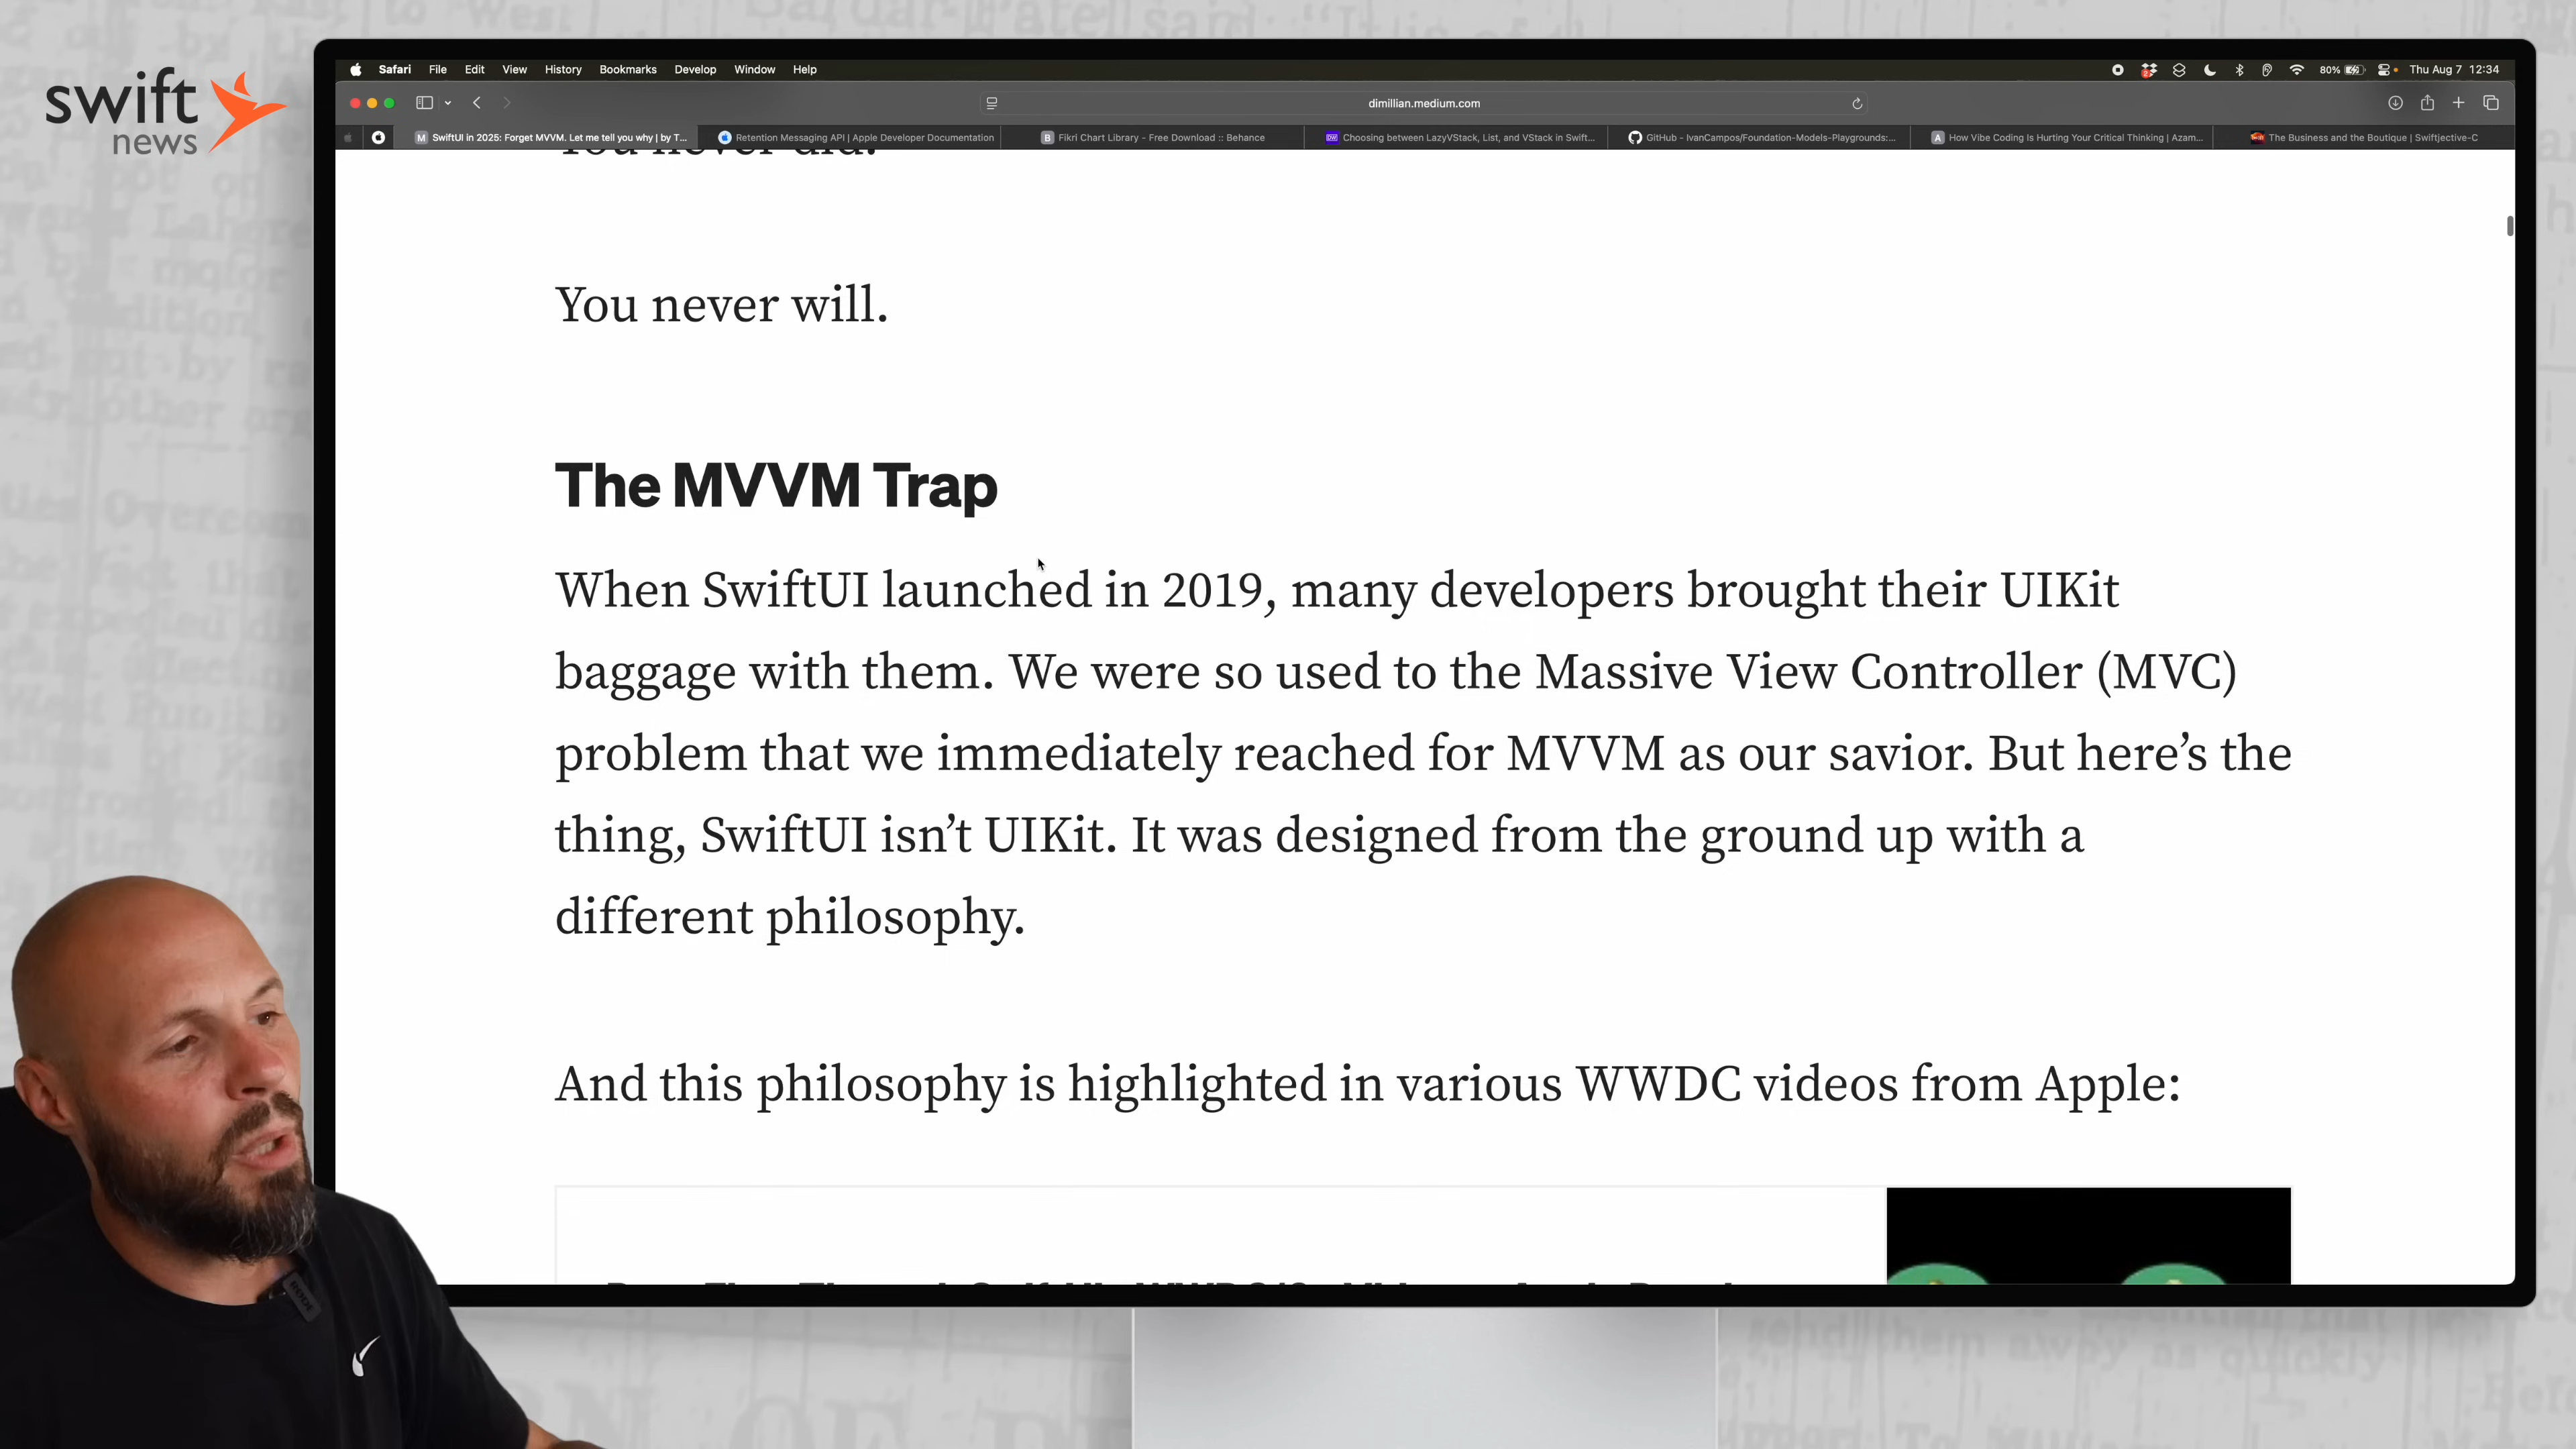 swift
news
Safari File Edit View History Bookmarks Develop Window Help
80% Thu Aug 7 12:34
dimillian.medium.com
SwiftUI in 2025: Forget MVVM. Let me tell you why | by T...
Retention Messaging API | Apple Developer Documentation
Fikri Chart Library - Free Download :: Behance
Choosing between LazyVStack, List, and VStack in Swift...
GitHub - IvanCampos/Foundation-Models-Playgrounds:...
How Vibe Coding Is Hurting Your Critical Thinking | Azam...
The Business and the Boutique | Swiftjective-C
You never did.
You never will.
The MVVM Trap
When SwiftUI launched in 2019, many developers brought their UIKit
baggage with them. We were so used to the Massive View Controller (MVC)
problem that we immediately reached for MVVM as our savior. But here’s the
thing, SwiftUI isn’t UIKit. It was designed from the ground up with a
different philosophy.
And this philosophy is highlighted in various WWDC videos from Apple: